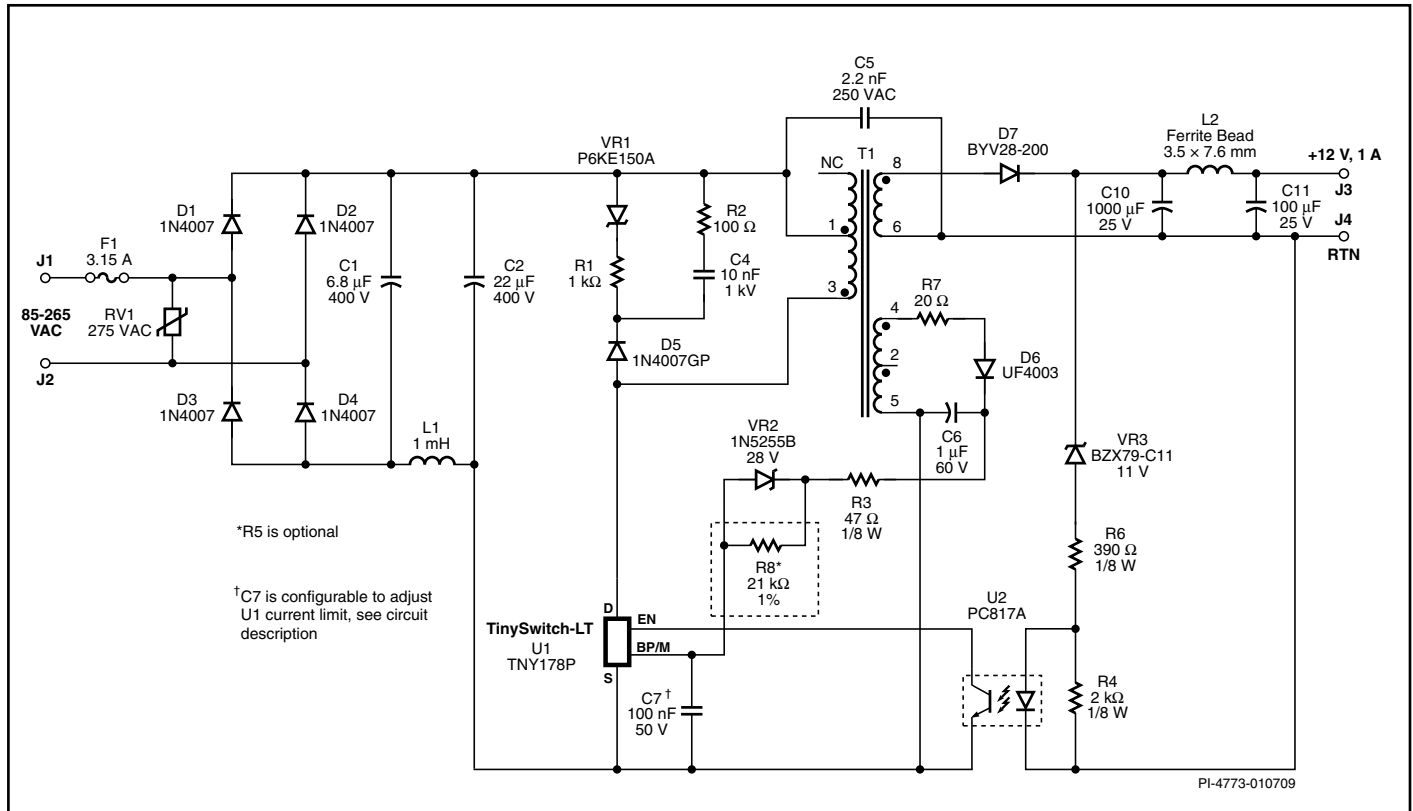 C5
2.2 nF
250 VAC
VR1
P6KE150A
NC
T1
8
D7
BYV28-200
L2
Ferrite Bead
3.5 × 7.6 mm
+12 V, 1 A
J3
C10
1000 μF
25 V
C11
100 μF
25 V
J4
RTN
D1
1N4007
D2
1N4007
R2
100 Ω
1
6
J1
F1
3.15 A
C1
6.8 μF
400 V
C2
22 μF
400 V
R1
1 kΩ
C4
10 nF
1 kV
3
R7
20 Ω
4
85-265
VAC
RV1
275 VAC
D5
1N4007GP
2
D6
UF4003
J2
D3
1N4007
D4
1N4007
5
L1
1 mH
VR2
1N5255B
28 V
C6
1 μF
60 V
VR3
BZX79-C11
11 V
R3
47 Ω
1/8 W
*R5 is optional
R8*
21 kΩ
1%
R6
390 Ω
1/8 W
†C7 is configurable to adjust
U1 current limit, see circuit
description
D
EN
TinySwitch-LT
U1
TNY178P
BP/M
S
U2
PC817A
C7†
100 nF
50 V
R4
2 kΩ
1/8 W
PI-4773-010709